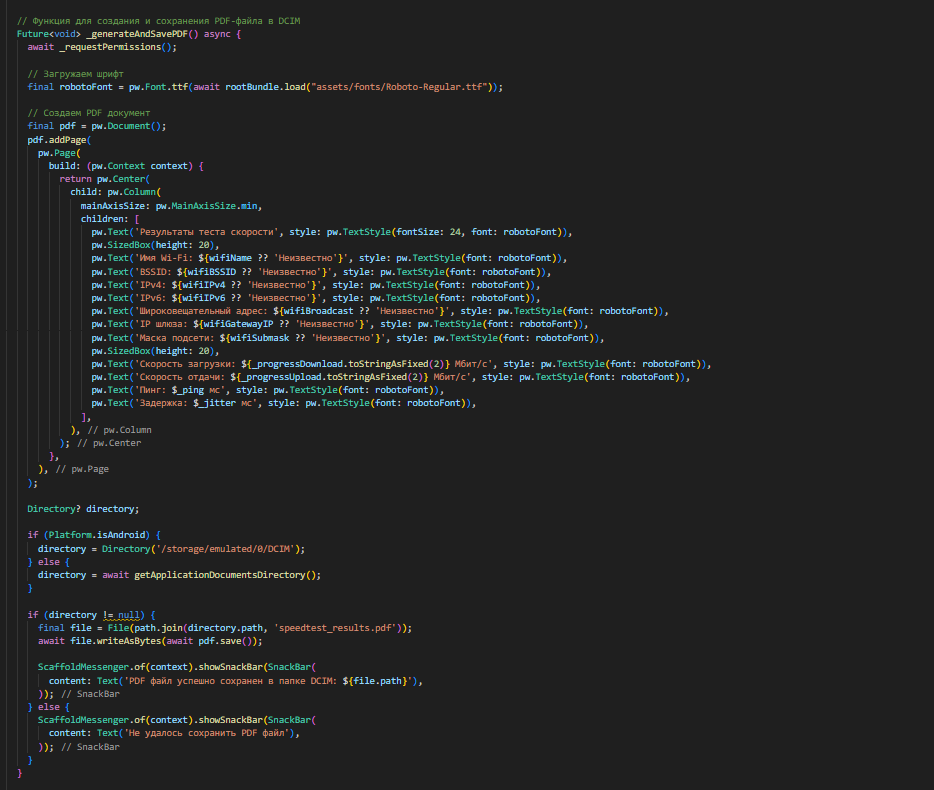 // Функция для создания и сохранения PDF-файла в DCIM
Future<void> _generateAndSavePDF() async {
  await _requestPermissions();

  // Загружаем шрифт
  final robotoFont = pw.Font.ttf(await rootBundle.load("assets/fonts/Roboto-Regular.ttf"));

  // Создаем PDF документ
  final pdf = pw.Document();
  pdf.addPage(
    pw.Page(
      build: (pw.Context context) {
        return pw.Center(
          child: pw.Column(
            mainAxisSize: pw.MainAxisSize.min,
            children: [
              pw.Text('Результаты теста скорости', style: pw.TextStyle(fontSize: 24, font: robotoFont)),
              pw.SizedBox(height: 20),
              pw.Text('Имя Wi-Fi: ${wifiName ?? 'Неизвестно'}', style: pw.TextStyle(font: robotoFont)),
              pw.Text('BSSID: ${wifiBSSID ?? 'Неизвестно'}', style: pw.TextStyle(font: robotoFont)),
              pw.Text('IPv4: ${wifiIPv4 ?? 'Неизвестно'}', style: pw.TextStyle(font: robotoFont)),
              pw.Text('IPv6: ${wifiIPv6 ?? 'Неизвестно'}', style: pw.TextStyle(font: robotoFont)),
              pw.Text('Широковещательный адрес: ${wifiBroadcast ?? 'Неизвестно'}', style: pw.TextStyle(font: robotoFont)),
              pw.Text('IP шлюза: ${wifiGatewayIP ?? 'Неизвестно'}', style: pw.TextStyle(font: robotoFont)),
              pw.Text('Маска подсети: ${wifiSubmask ?? 'Неизвестно'}', style: pw.TextStyle(font: robotoFont)),
              pw.SizedBox(height: 20),
              pw.Text('Скорость загрузки: ${_progressDownload.toStringAsFixed(2)} Мбит/с', style: pw.TextStyle(font: robotoFont)),
              pw.Text('Скорость отдачи: ${_progressUpload.toStringAsFixed(2)} Мбит/с', style: pw.TextStyle(font: robotoFont)),
              pw.Text('Пинг: $_ping мс', style: pw.TextStyle(font: robotoFont)),
              pw.Text('Задержка: $_jitter мс', style: pw.TextStyle(font: robotoFont)),
            ],
          ), // pw.Column
        ); // pw.Center
      },
    ), // pw.Page
  );

  Directory? directory;

  if (Platform.isAndroid) {
    directory = Directory('/storage/emulated/0/DCIM');
  } else {
    directory = await getApplicationDocumentsDirectory();
  }

  if (directory != null) {
    final file = File(path.join(directory.path, 'speedtest_results.pdf'));
    await file.writeAsBytes(await pdf.save());

    ScaffoldMessenger.of(context).showSnackBar(SnackBar(
      content: Text('PDF файл успешно сохранен в папке DCIM: ${file.path}'),
    )); // SnackBar
  } else {
    ScaffoldMessenger.of(context).showSnackBar(SnackBar(
      content: Text('Не удалось сохранить PDF файл'),
    )); // SnackBar
  }
}